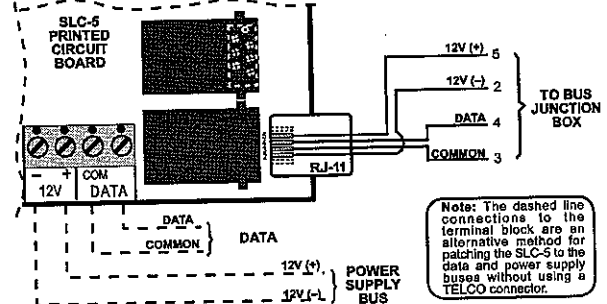 SLC-5
PRINTED
CIRCUIT
BOARD
12V (+) 5
12V (–) 2
DATA 4
COMMON 3
TO BUS
JUNCTION
BOX
RJ-11
– + COM
12V DATA
DATA
COMMON
DATA
12V (+)
12V (–)
POWER
SUPPLY
BUS
Note: The dashed line
connections to the
terminal block are an
alternative method for
patching the SLC-5 to the
data and power supply
buses without using a
TELCO connector.